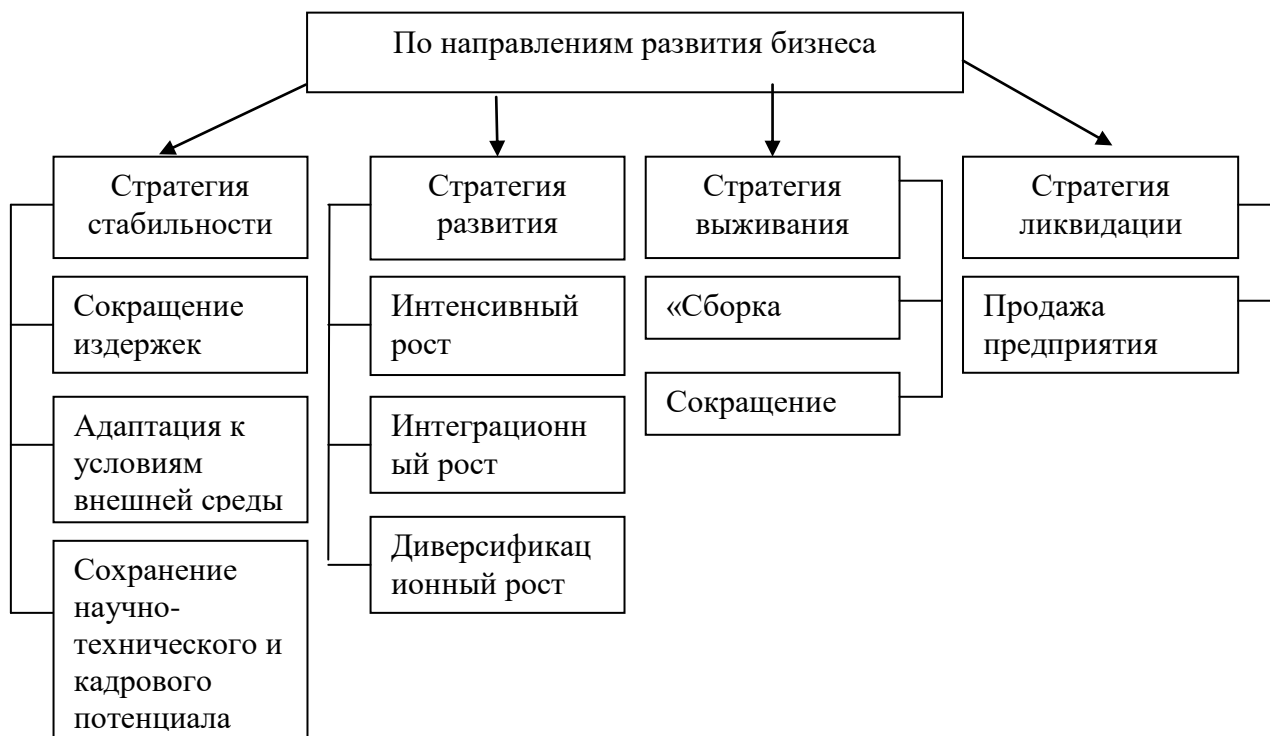 По направлениям развития бизнеса
Стратегия
стабильности
Сокращение
издержек
Адаптация к
условиям
внешней среды
Сохранение
научно-
технического и
кадрового
потенциала
Стратегия
развития
Интенсивный
рост
Интеграционн
ый рост
Диверсификац
ионный рост
Стратегия
выживания
«Сборка
Сокращение
Стратегия
ликвидации
Продажа
предприятия